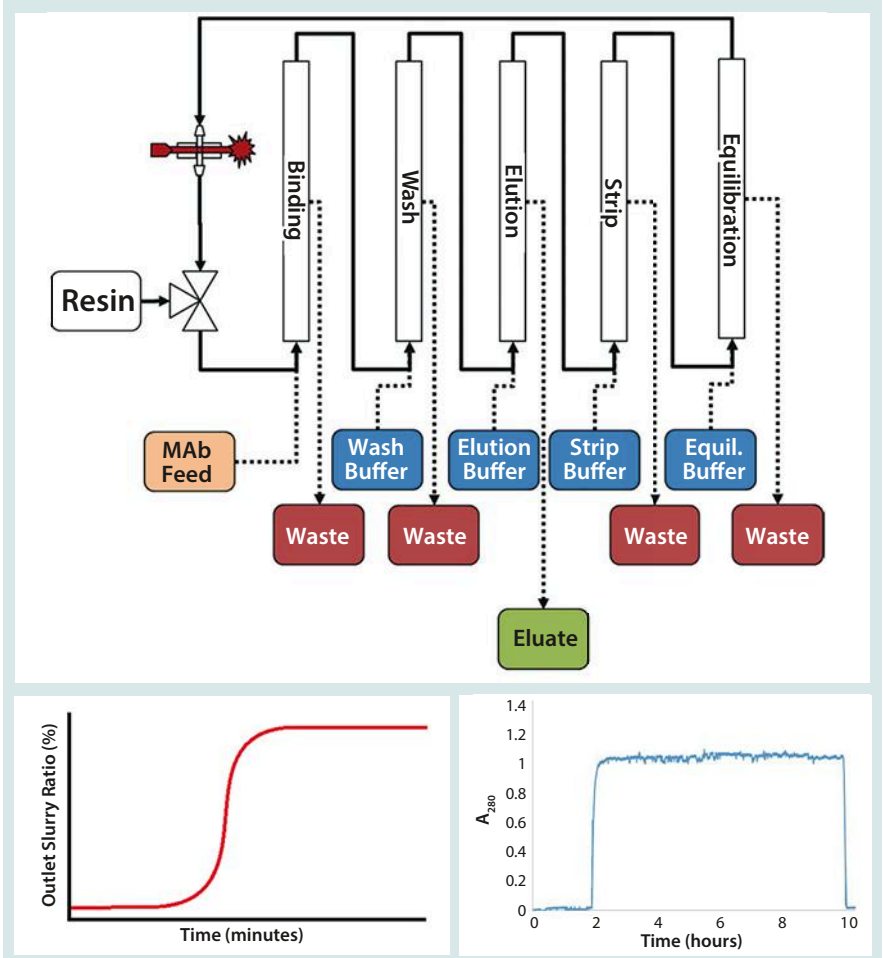 Binding
Wash
Elution
Strip
Equilibration
Resin
MAb
Feed
Wash
Buffer
Elution
Buffer
Strip
Buffer
Equil.
Buffer
Waste
Waste
Waste
Waste
Eluate
Outlet Slurry Ratio (%)
Time (minutes)
A280
1.4
1.2
1
0.8
0.6
0.4
0.2
0
0
2
4
6
8
10
Time (hours)